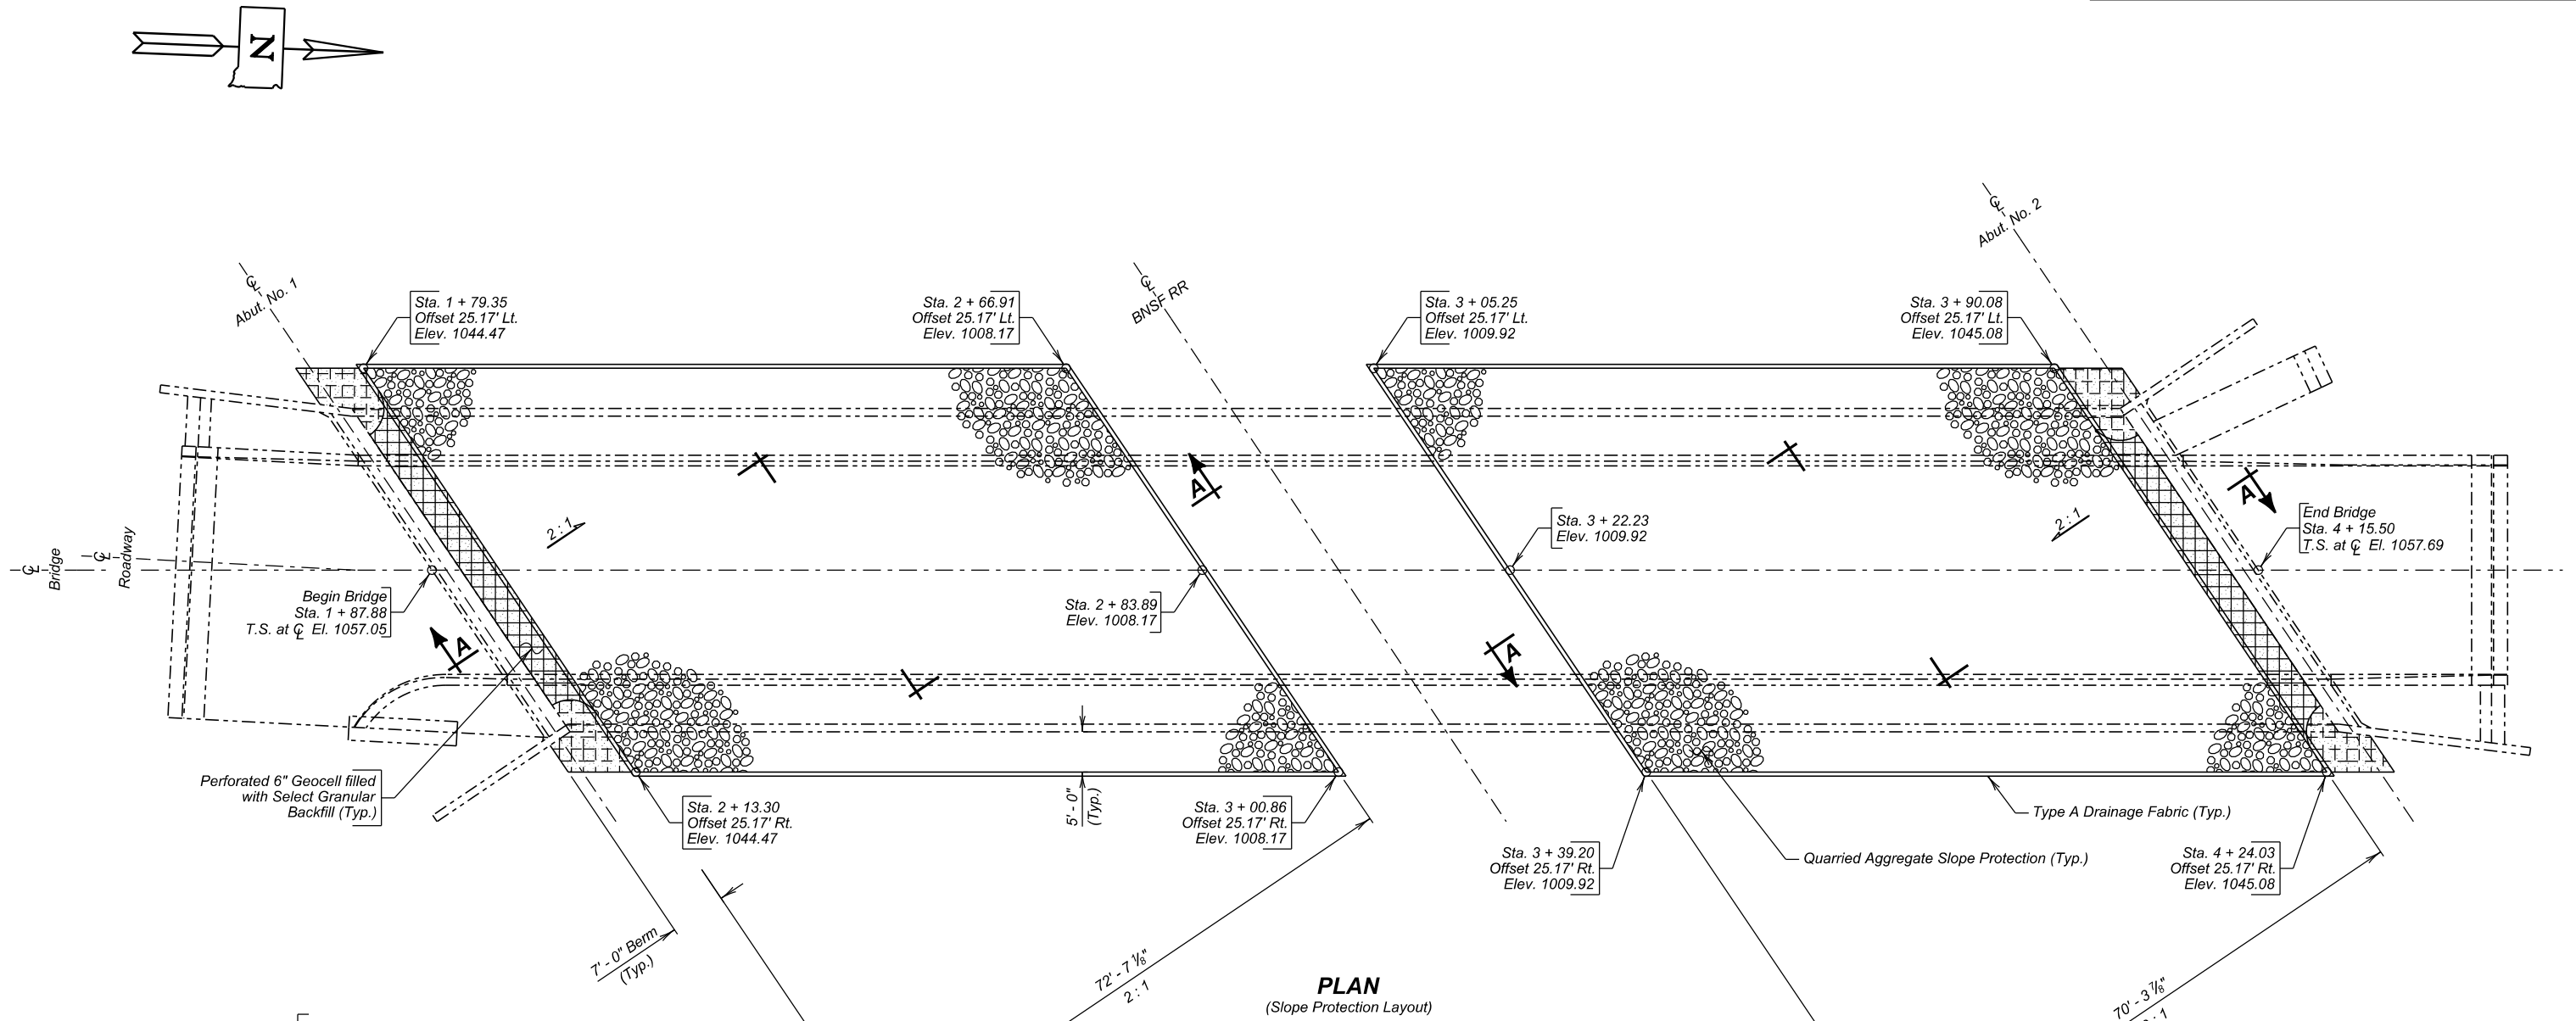 N
℄
Abut. No. 1
Sta. 1 + 79.35
Offset 25.17' Lt.
Elev. 1044.47
Sta. 2 + 66.91
Offset 25.17' Lt.
Elev. 1008.17
℄
BNSF RR
Sta. 3 + 05.25
Offset 25.17' Lt.
Elev. 1009.92
Sta. 3 + 90.08
Offset 25.17' Lt.
Elev. 1045.08
℄
Abut. No. 2
A
A
2 : 1
2 : 1
Sta. 3 + 22.23
Elev. 1009.92
End Bridge
Sta. 4 + 15.50
T.S. at ℄ El. 1057.69
℄
Bridge
℄
Roadway
Begin Bridge
Sta. 1 + 87.88
T.S. at ℄ El. 1057.05
Sta. 2 + 83.89
Elev. 1008.17
A
A
Perforated 6" Geocell filled
with Select Granular
Backfill (Typ.)
Sta. 2 + 13.30
Offset 25.17' Rt.
Elev. 1044.47
5' - 0"
(Typ.)
Sta. 3 + 00.86
Offset 25.17' Rt.
Elev. 1008.17
Sta. 3 + 39.20
Offset 25.17' Rt.
Elev. 1009.92
Type A Drainage Fabric (Typ.)
Quarried Aggregate Slope Protection (Typ.)
Sta. 4 + 24.03
Offset 25.17' Rt.
Elev. 1045.08
7' - 0" Berm
(Typ.)
72' - 7 1/8"
2 : 1
PLAN
(Slope Protection Layout)
70' - 3 7/8"